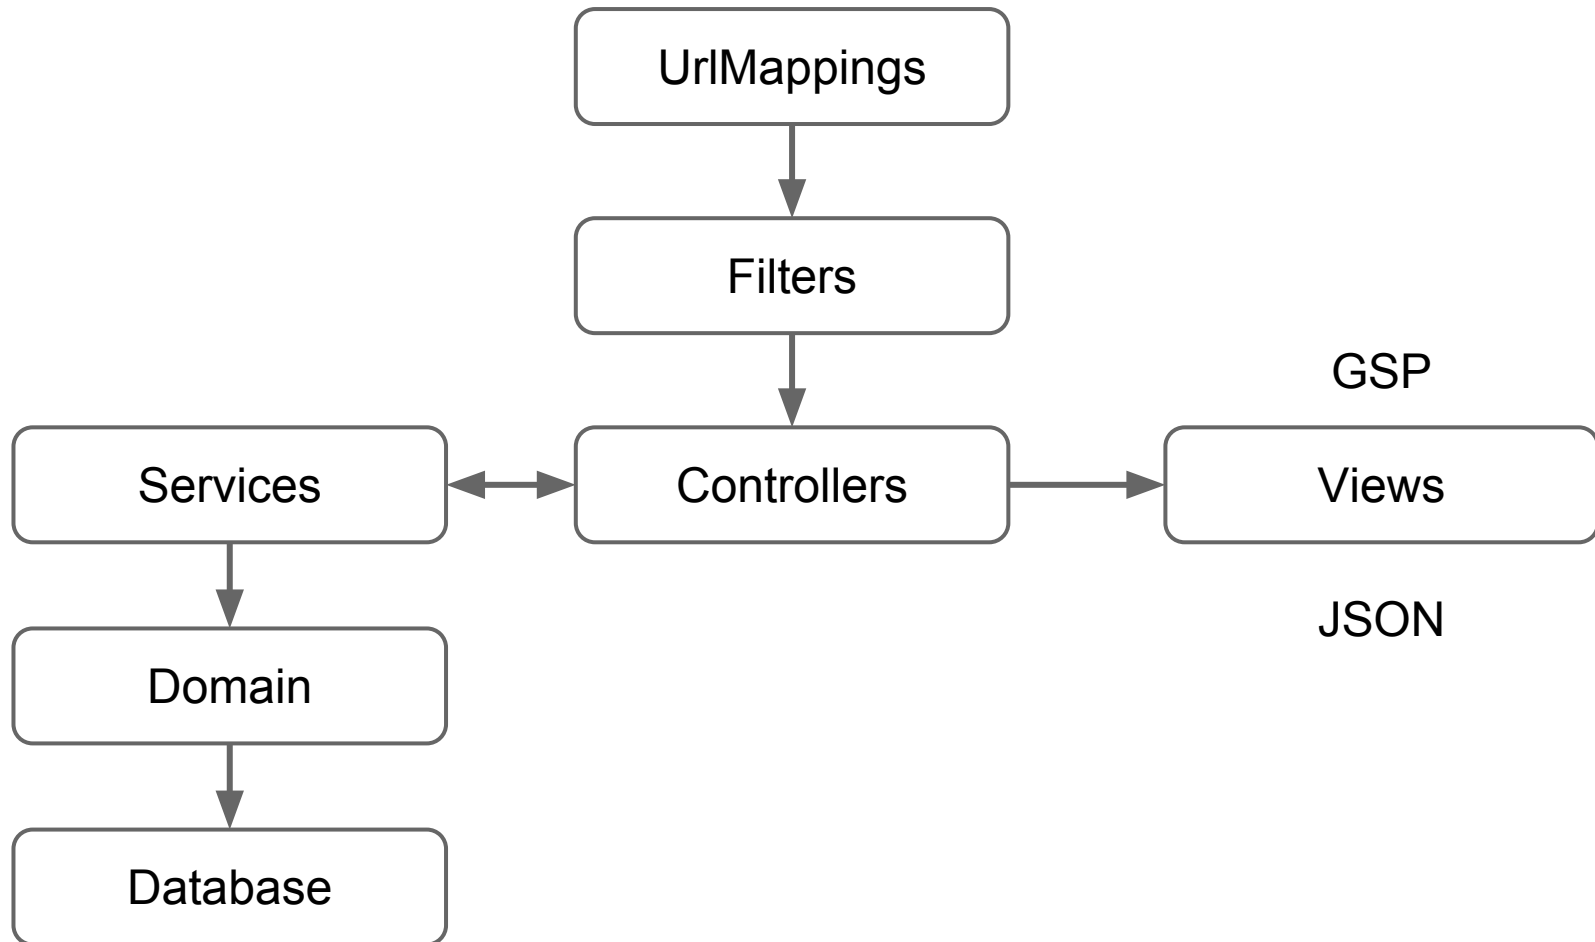 UrlMappings
Filters
GSP
Services
Controllers
Views
JSON
Domain
Database